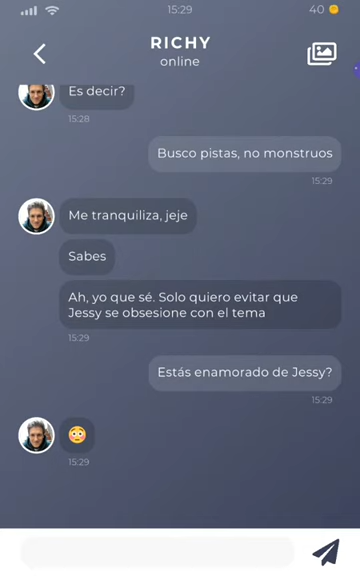 15:29
40
RICHY
online
Es decir?
15:28
Busco pistas, no monstruos
15:29
Me tranquiliza, jeje
Sabes
Ah, yo que sé. Solo quiero evitar que
Jessy se obsesione con el tema
15:29
Estás enamorado de Jessy?
15:29
15:29